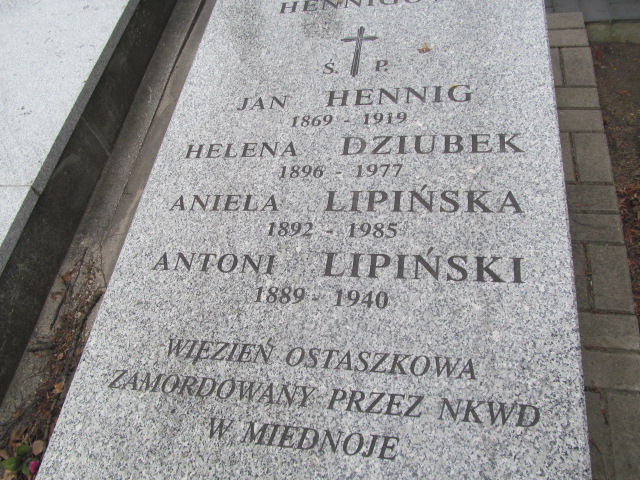 Ś. P.
JAN HENNIG
1869 - 1919
HELENA DZIUBEK
1896 - 1977
ANIELA LIPIŃSKA
1892 - 1985
ANTONI LIPIŃSKI
1889 - 1940
WIĘZIEŃ OSTASZKOWA
ZAMORDOWANY PRZEZ NKWD
W MIEDNOJE